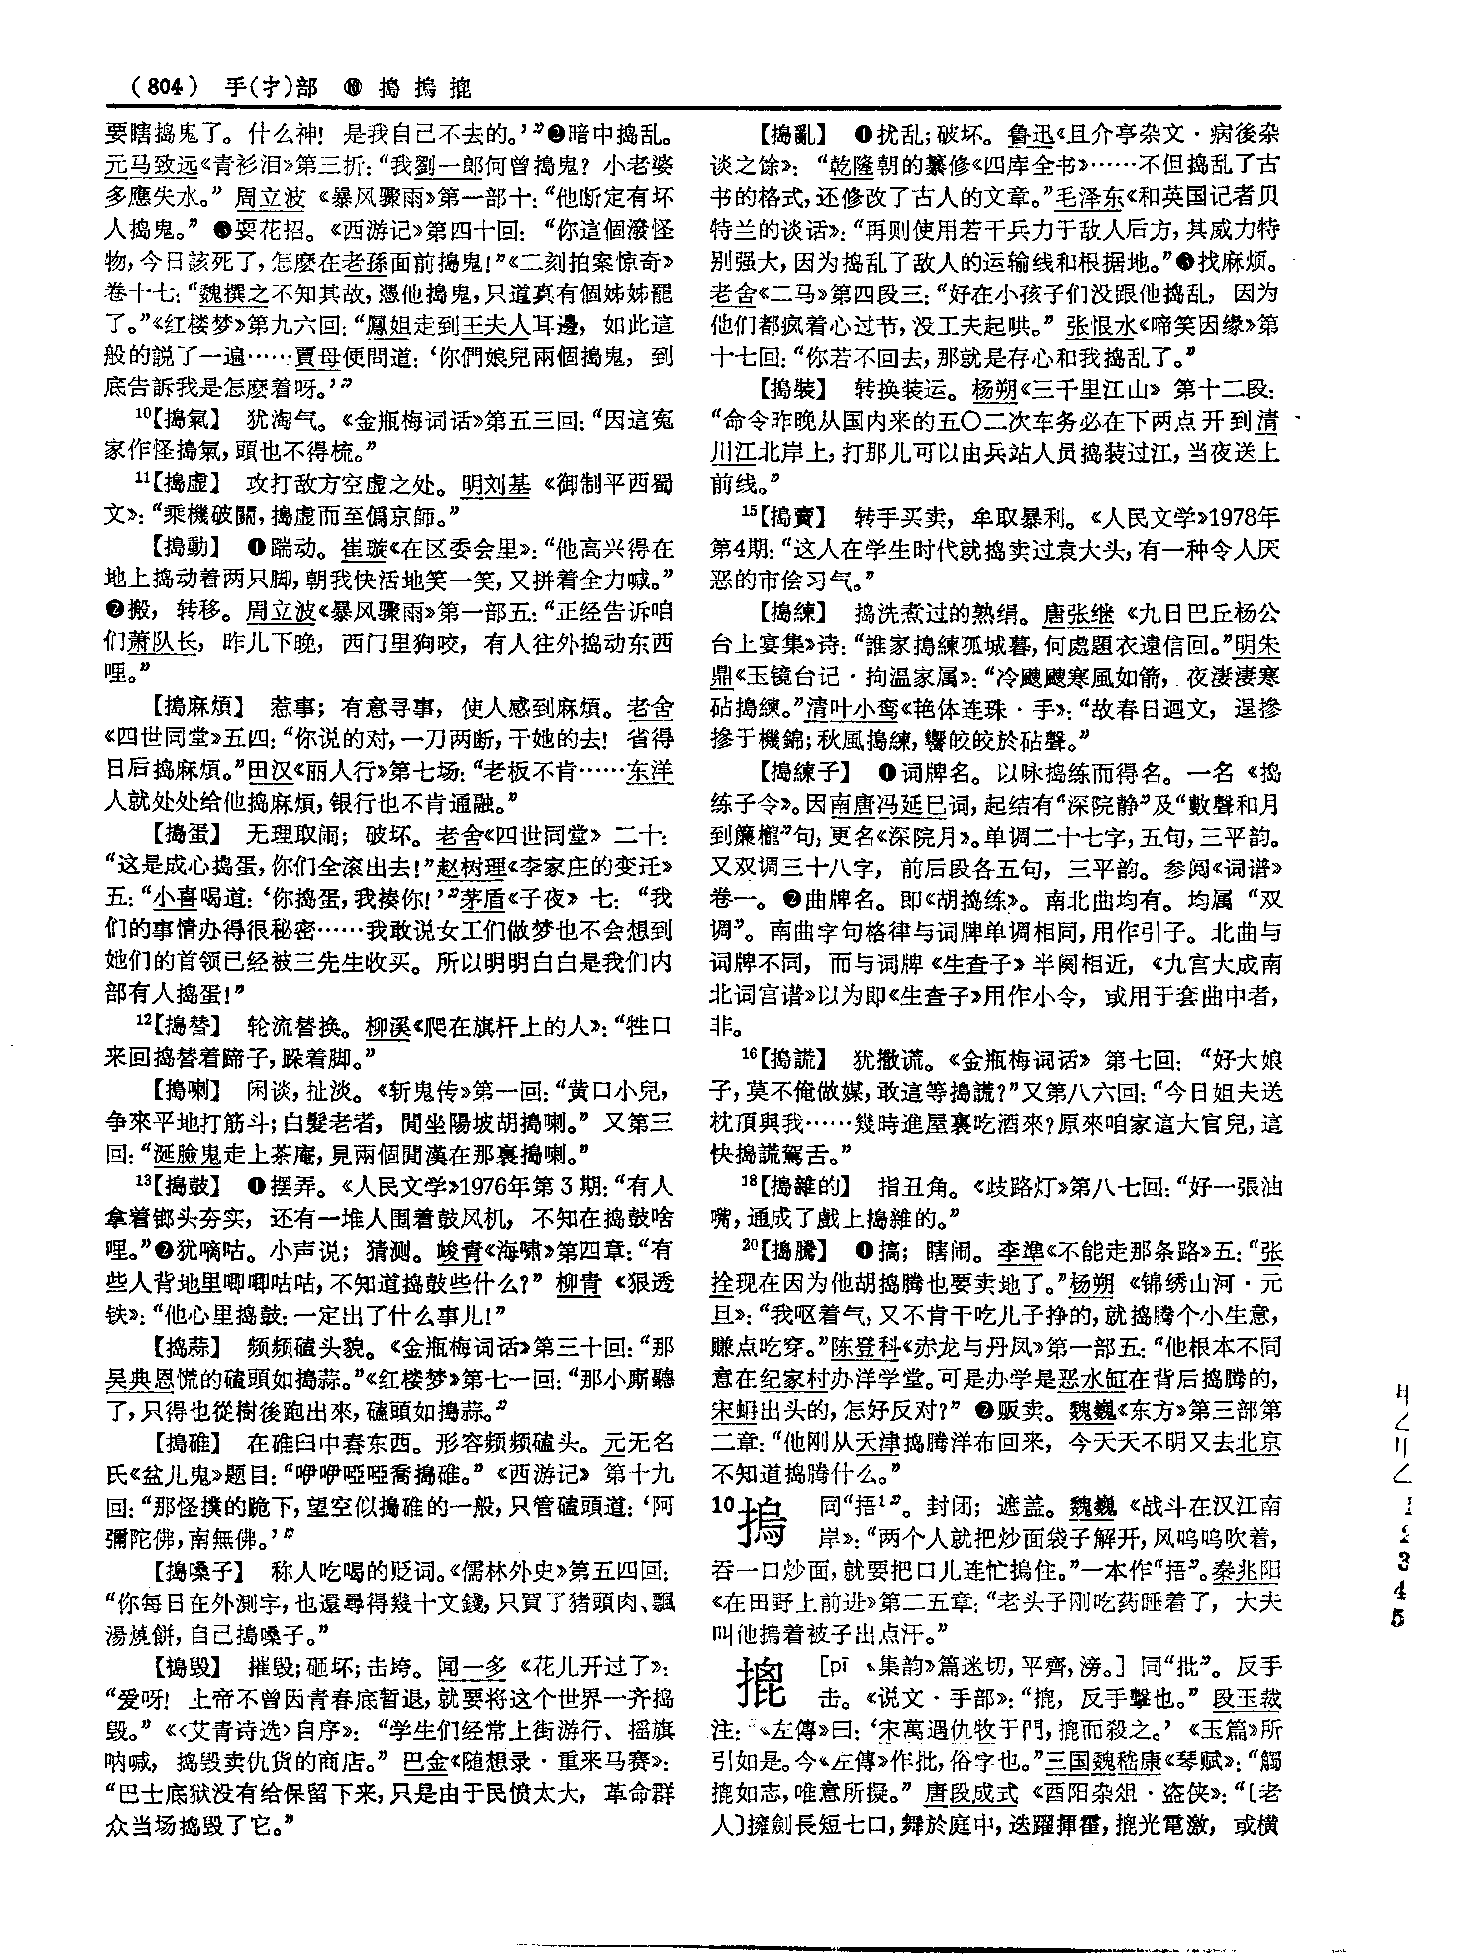 (804) 手(扌)部 ❿ 搗 摀 㨽
要瞎捣鬼了。什么神！是我自己不去的。’”❷暗中捣乱。
元马致远《青衫泪》第三折：“我劉一郎何曾搗鬼？小老婆
多應失水。”周立波《暴风骤雨》第一部十：“他断定有坏
人捣鬼。”❸耍花招。《西游记》第四十回：“你這個潑怪
物，今日該死了，怎麽在老孫面前搗鬼！”《二刻拍案惊奇》
卷十七：“魏撰之不知其故，憑他搗鬼，只道真有個姊姊罷
了。”《红楼梦》第九六回：“鳳姐走到王夫人耳邊，如此這
般的説了一遍……賈母便問道：‘你們娘兒兩個搗鬼，到
底告訴我是怎麽着呀。’”
10【搗氣】 犹淘气。《金瓶梅词话》第五三回：“因這寃
家作怪搗氣，頭也不得梳。”
11【搗虚】 攻打敌方空虚之处。明刘基《御制平西蜀
文》：“乘機破關，搗虚而至僞京師。”
【搗動】 ❶踹动。崔璇《在区委会里》：“他高兴得在
地上捣动着两只脚，朝我快活地笑一笑，又拼着全力喊。”
❷搬，转移。周立波《暴风骤雨》第一部五：“正经告诉咱
们萧队长，昨儿下晚，西门里狗咬，有人往外捣动东西
哩。”
【搗麻煩】 惹事；有意寻事，使人感到麻烦。老舍
《四世同堂》五四：“你说的对，一刀两断，干她的去！省得
日后捣麻烦。”田汉《丽人行》第七场：“老板不肯……东洋
人就处处给他捣麻烦，银行也不肯通融。”
【搗蛋】 无理取闹；破坏。老舍《四世同堂》二十：
“这是成心捣蛋，你们全滚出去！”赵树理《李家庄的变迁》
五：“小喜喝道：‘你捣蛋，我揍你！’”茅盾《子夜》七：“我
们的事情办得很秘密……我敢说女工们做梦也不会想到
她们的首领已经被三先生收买。所以明明白白是我们内
部有人捣蛋！”
12【搗替】 轮流替换。柳溪《爬在旗杆上的人》：“牲口
来回捣替着蹄子，跺着脚。”
【搗喇】 闲谈，扯淡。《斩鬼传》第一回：“黄口小兒，
争來平地打筋斗；白髮老者，閒坐陽坡胡搗喇。”又第三
回：“涎臉鬼走上茶庵，見兩個閒漢在那裏搗喇。”
13【搗鼓】 ❶摆弄。《人民文学》1976年第3期：“有人
拿着镢头夯实，还有一堆人围着鼓风机，不知在捣鼓啥
哩。”❷犹嘀咕。小声说；猜测。峻青《海啸》第四章：“有
些人背地里唧唧咕咕，不知道捣鼓些什么？”柳青《狠透
铁》：“他心里捣鼓：一定出了什么事儿！”
【搗蒜】 频频磕头貌。《金瓶梅词话》第三十回：“那
吴典恩慌的磕頭如搗蒜。”《红楼梦》第七一回：“那小厮聽
了，只得也從樹後跑出來，磕頭如搗蒜。”
【搗碓】 在碓臼中舂东西。形容频频磕头。元无名
氏《盆儿鬼》题目：“咿咿啞啞喬搗碓。”《西游记》第十九
回：“那怪撲的跪下，望空似搗碓的一般，只管磕頭道：‘阿
彌陀佛，南無佛。’”
【搗嗓子】 称人吃喝的贬词。《儒林外史》第五四回：
“你每日在外測字，也還尋得幾十文錢，只買了猪頭肉、飄
湯燒餅，自己搗嗓子。”
【搗毀】 摧毁；砸坏；击垮。闻一多《花儿开过了》：
“爱呀！上帝不曾因青春底暂退，就要将这个世界一齐捣
毁。”《〈艾青诗选〉自序》：“学生们经常上街游行、摇旗
呐喊，捣毁卖仇货的商店。”巴金《随想录·重来马赛》：
“巴士底狱没有给保留下来，只是由于民愤太大，革命群
众当场捣毁了它。”
【搗亂】 ❶扰乱；破坏。鲁迅《且介亭杂文·病後杂
谈之馀》：“乾隆朝的纂修《四库全书》……不但捣乱了古
书的格式，还修改了古人的文章。”毛泽东《和英国记者贝
特兰的谈话》：“再则使用若干兵力于敌人后方，其威力特
别强大，因为捣乱了敌人的运输线和根据地。”❸找麻烦。
老舍《二马》第四段三：“好在小孩子们没跟他捣乱，因为
他们都疯着心过节，没工夫起哄。”张恨水《啼笑因缘》第
十七回：“你若不回去，那就是存心和我捣乱了。”
【搗裝】 转换装运。杨朔《三千里江山》第十二段：
“命令昨晚从国内来的五〇二次车务必在下两点开到清
川江北岸上，打那儿可以由兵站人员捣装过江，当夜送上
前线。”
15【搗賣】 转手买卖，牟取暴利。《人民文学》1978年
第4期：“这人在学生时代就捣卖过袁大头，有一种令人厌
恶的市侩习气。”
【搗練】 捣洗煮过的熟绢。唐张继《九日巴丘杨公
台上宴集》诗：“誰家搗練孤城暮，何處題衣遠信回。”明朱
鼎《玉镜台记·拘温家属》：“冷颼颼寒風如箭，夜淒淒寒
砧搗練。”清叶小鸾《艳体连珠·手》：“故春日迴文，逞摻
摻于機錦；秋風搗練，響皎皎於砧聲。”
【搗練子】 ❶词牌名。以咏捣练而得名。一名《捣
练子令》。因南唐冯延巳词，起结有“深院静”及“數聲和月
到簾櫳”句，更名《深院月》。单调二十七字，五句，三平韵。
又双调三十八字，前后段各五句，三平韵。参阅《词谱》
卷一。❷曲牌名。即《胡捣练》。南北曲均有。均属“双
调”。南曲字句格律与词牌单调相同，用作引子。北曲与
词牌不同，而与词牌《生查子》半阕相近，《九宫大成南
北词宫谱》以为即《生查子》用作小令，或用于套曲中者，
非。
16【搗謊】 犹撒谎。《金瓶梅词话》第七回：“好大娘
子，莫不俺做媒，敢這等搗謊？”又第八六回：“今日姐夫送
枕頂與我……幾時進屋裏吃酒來？原來咱家這大官兒，這
快搗謊駕舌。”
18【搗雜的】 指丑角。《歧路灯》第八七回：“好一張油
嘴，通成了戲上搗雜的。”
20【搗騰】 ❶搞；瞎闹。李準《不能走那条路》五：“张
拴现在因为他胡捣腾也要卖地了。”杨朔《锦绣山河·元
旦》：“我呕着气，又不肯干吃儿子挣的，就捣腾个小生意，
赚点吃穿。”陈登科《赤龙与丹凤》第一部五：“他根本不同
意在纪家村办洋学堂。可是办学是恶水缸在背后捣腾的，
宋蜹出头的，怎好反对？”❷贩卖。魏巍《东方》第三部第
二章：“他刚从天津捣腾洋布回来，今天天不明又去北京
不知道捣腾什么。”
10摀 同“捂1”。封闭；遮盖。魏巍《战斗在汉江南
岸》：“两个人就把炒面袋子解开，风呜呜吹着，
吞一口炒面，就要把口儿连忙摀住。”一本作“捂”。秦兆阳
《在田野上前进》第二五章：“老头子刚吃药睡着了，大夫
叫他摀着被子出点汗。”
㨽 [pī 《集韵》篇迷切，平齊，滂。] 同“批”。反手
击。《说文·手部》：“㨽，反手擊也。”段玉裁
注：“《左傳》曰：‘宋萬遇仇牧于門，㨽而殺之。’《玉篇》所
引如是。今《左傳》作批，俗字也。”三国魏嵇康《琴赋》：“觸
㨽如志，唯意所擬。”唐段成式《酉阳杂俎·盗侠》：“〔老
人〕擁劍長短七口，舞於庭中，迭躍揮霍，㨽光電激，或横
2
3
4
5